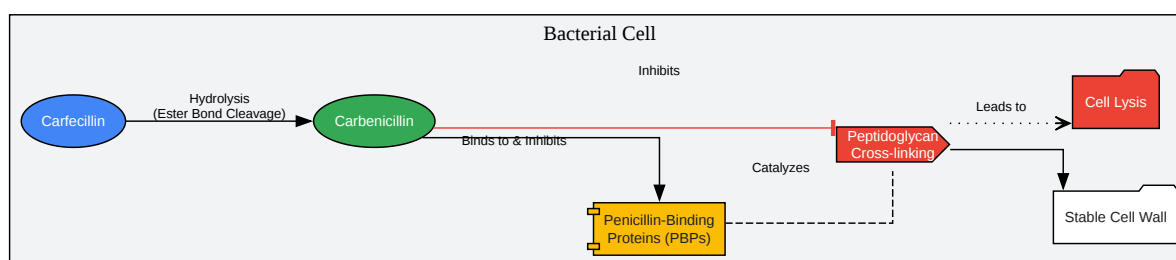 Bacterial Cell
Inhibits
Hydrolysis
(Ester Bond Cleavage)
Carfecillin
Carbenicillin
Binds to & Inhibits
Peptidoglycan
Cross-linking
Leads to
Cell Lysis
Catalyzes
Penicillin-Binding
Proteins (PBPs)
Stable Cell Wall